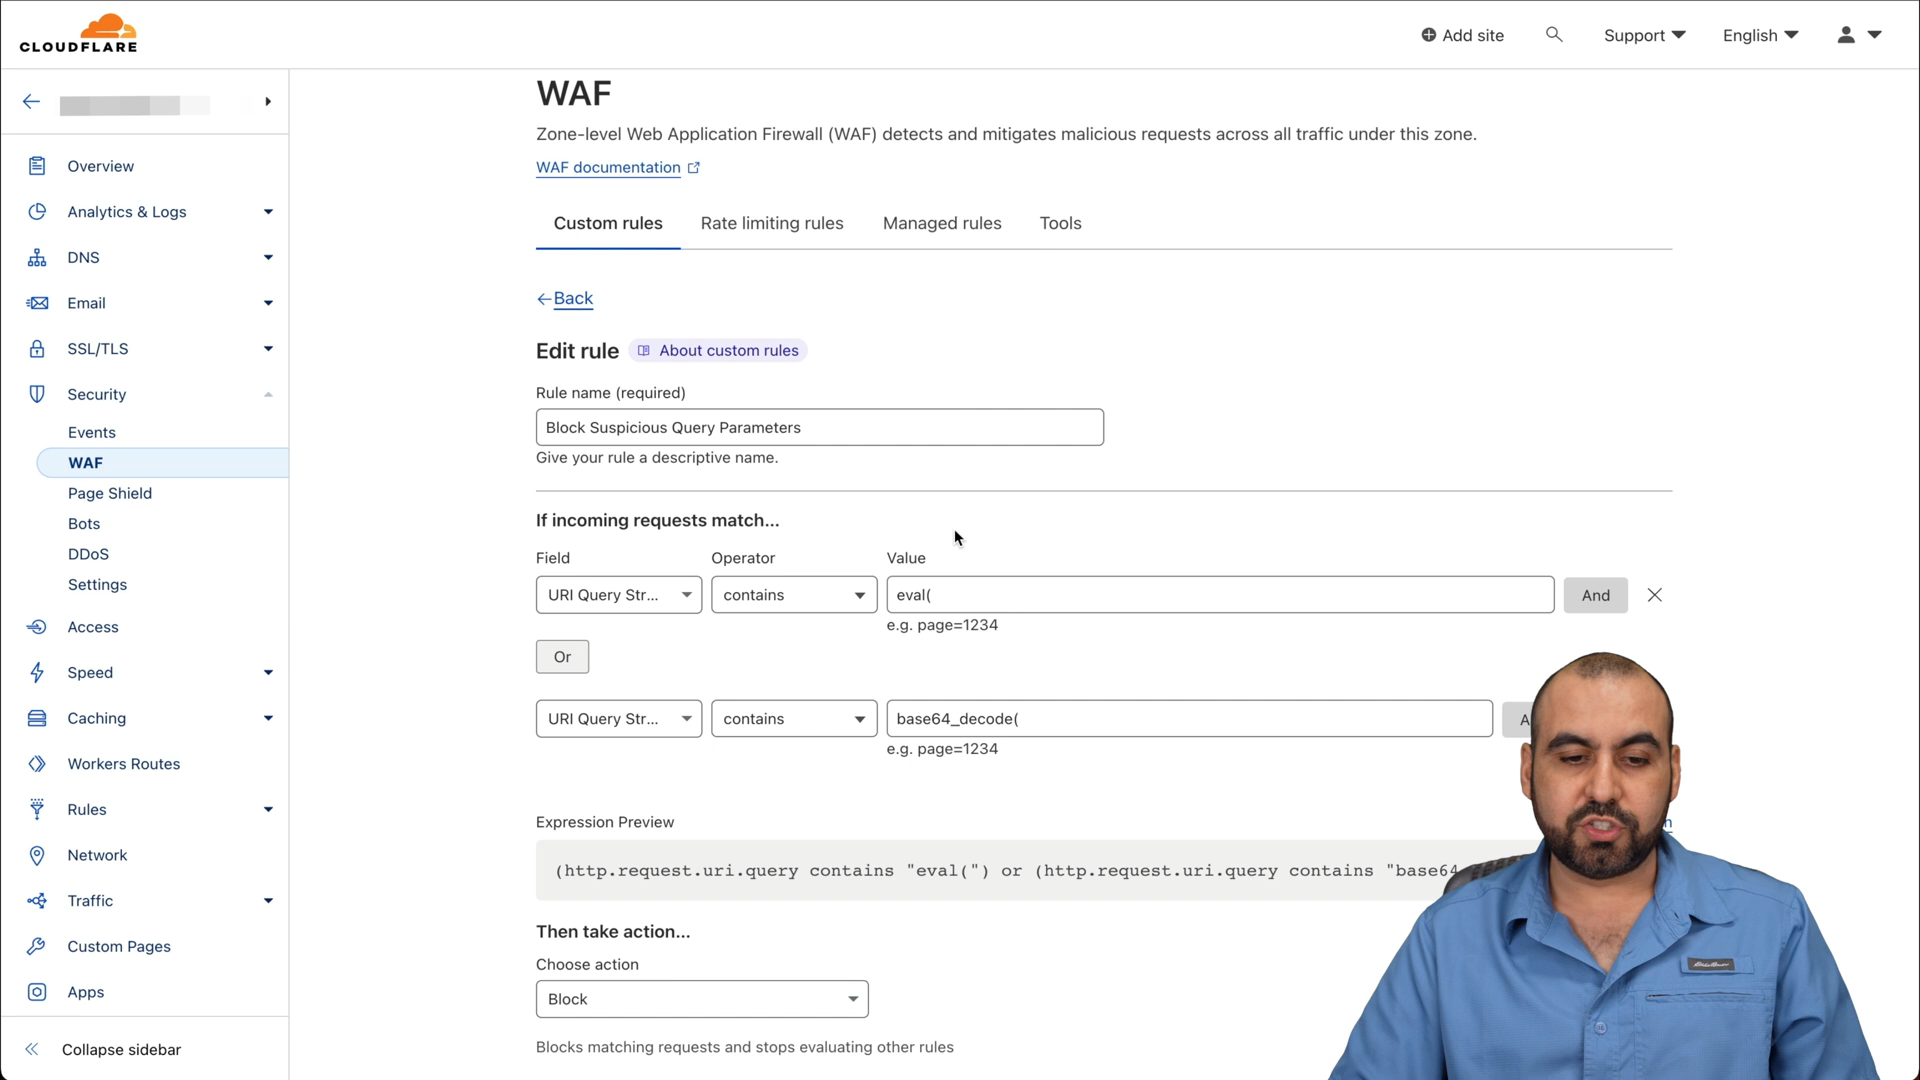 CLOUDFLARE
Add site
Support
English
Overview
Analytics & Logs
DNS
Email
SSL/TLS
Security
Events
WAF
Page Shield
Bots
DDoS
Settings
Access
Speed
Caching
Workers Routes
Rules
Network
Traffic
Custom Pages
Apps
Collapse sidebar
WAF
Zone-level Web Application Firewall (WAF) detects and mitigates malicious requests across all traffic under this zone.
WAF documentation
Custom rules Rate limiting rules Managed rules Tools
Back
Edit rule About custom rules
Rule name (required)
Block Suspicious Query Parameters
Give your rule a descriptive name.
If incoming requests match...
Field Operator Value
URI Query Str... contains eval( And
e.g. page=1234
Or
URI Query Str... contains base64_decode(
e.g. page=1234
Expression Preview
(http.request.uri.query contains "eval(") or (http.request.uri.query contains "base64
Then take action...
Choose action
Block
Blocks matching requests and stops evaluating other rules